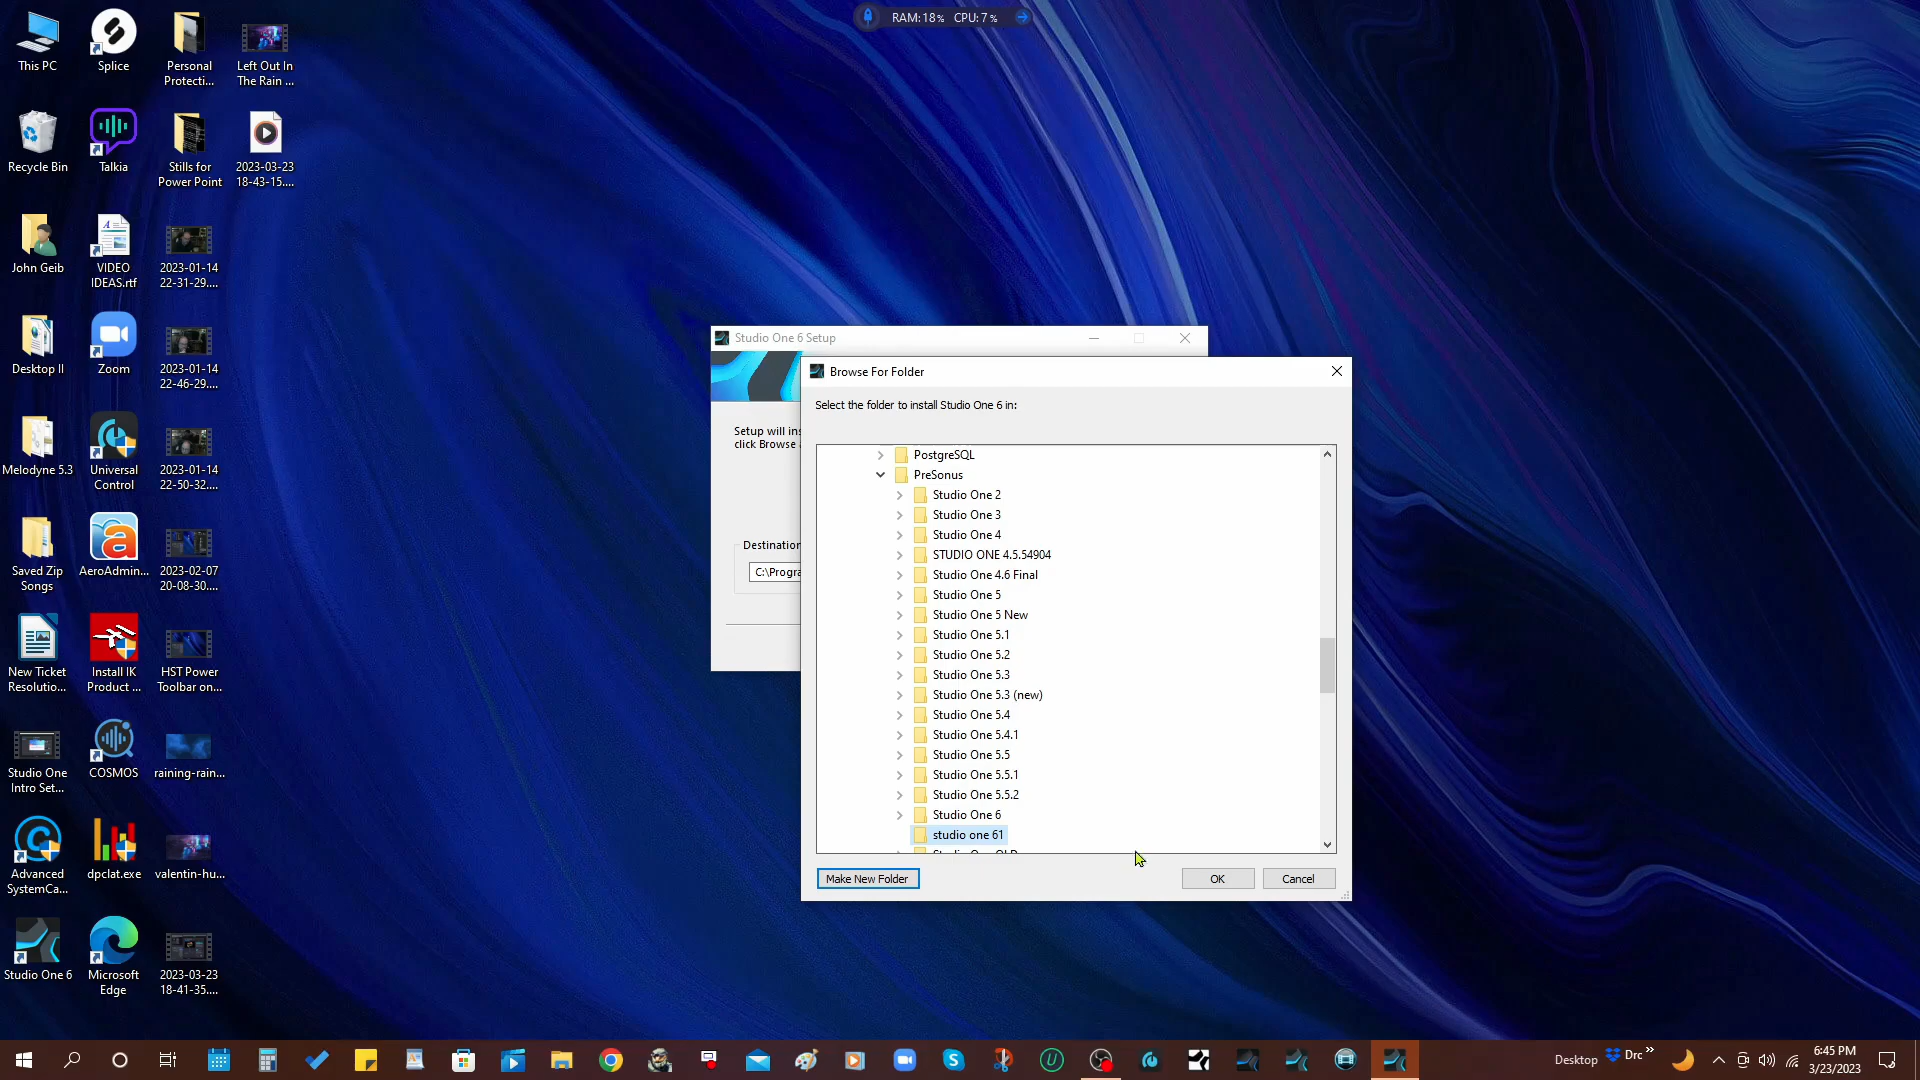 RAM: 18%
CPU: 7%
This PC
Splice
Personal
Protecti...
Left Out In
The Rain ...
Recycle Bin
Talkia
Stills for
Power Point
2023-03-23
18-43-15....
John Geib
VIDEO
IDEAS.rtf
2023-01-14
22-31-29....
Desktop II
Zoom
2023-01-14
22-46-29....
Melodyne 5.3
Universal
Control
2023-01-14
22-50-32....
Saved Zip
Songs
AeroAdmin...
2023-02-07
20-08-30....
New Ticket
Resolutio...
Install IK
Product ...
HST Power
Toolbar on...
Studio One
Intro Set...
COSMOS
raining-rain...
Advanced
SystemCa...
dpclat.exe
valentin-hu...
Studio One 6
Microsoft
Edge
2023-03-23
18-41-35....
Studio One 6 Setup
Setup will ins
click Browse
Destination
C:\Progra
Browse For Folder
Select the folder to install Studio One 6 in:
PostgreSQL
PreSonus
Studio One 2
Studio One 3
Studio One 4
STUDIO ONE 4.5.54904
Studio One 4.6 Final
Studio One 5
Studio One 5 New
Studio One 5.1
Studio One 5.2
Studio One 5.3
Studio One 5.3 (new)
Studio One 5.4
Studio One 5.4.1
Studio One 5.5
Studio One 5.5.1
Studio One 5.5.2
Studio One 6
studio one 61
Studio One OLD
Make New Folder
OK
Cancel
Desktop
Drc
6:45 PM
3/23/2023